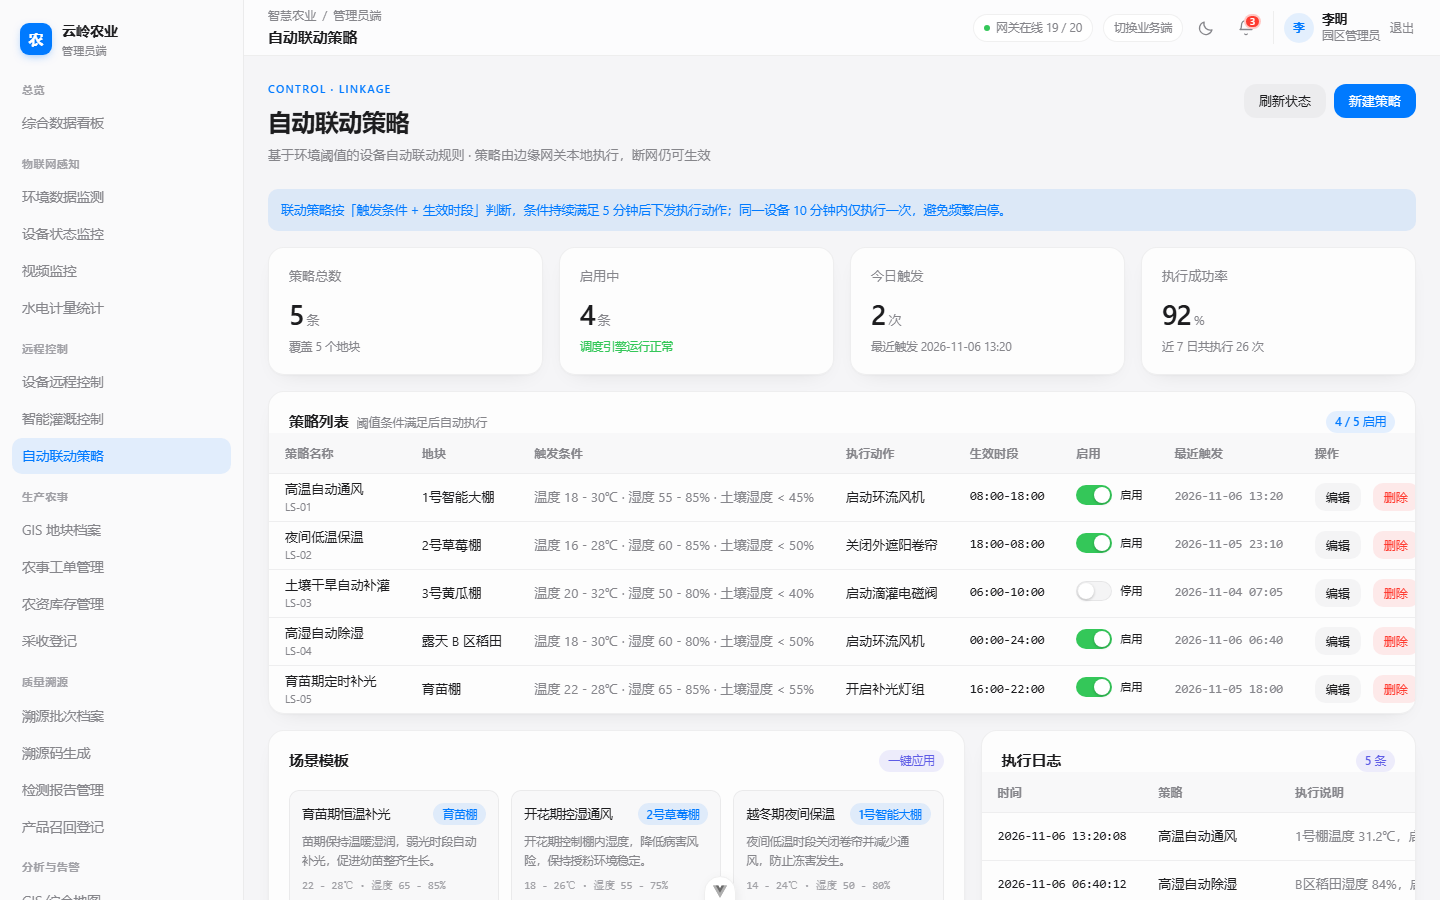 农
云岭农业
管理员端
总览
综合数据看板
物联网感知
环境数据监测
设备状态监控
视频监控
水电计量统计
远程控制
设备远程控制
智能灌溉控制
自动联动策略
生产农事
GIS 地块档案
农事工单管理
农资库存管理
采收登记
质量溯源
溯源批次档案
溯源码生成
检测报告管理
产品召回登记
分析与告警
GIS 综合地图
智慧农业 / 管理员端
自动联动策略
网关在线 19 / 20
切换业务端
3
李
李明
园区管理员
退出
CONTROL · LINKAGE
自动联动策略
基于环境阈值的设备自动联动规则 · 策略由边缘网关本地执行，断网仍可生效
刷新状态
新建策略
联动策略按「触发条件 + 生效时段」判断，条件持续满足 5 分钟后下发执行动作；同一设备 10 分钟内仅执行一次，避免频繁启停。
策略总数
5 条
覆盖 5 个地块
启用中
4 条
调度引擎运行正常
今日触发
2 次
最近触发 2026-11-06 13:20
执行成功率
92 %
近 7 日共执行 26 次
策略列表 阈值条件满足后自动执行
4 / 5 启用
策略名称 地块 触发条件 执行动作 生效时段 启用 最近触发 操作
高温自动通风
LS-01
1号智能大棚 温度 18 - 30℃ · 湿度 55 - 85% · 土壤湿度 < 45% 启动环流风机 08:00-18:00 启用 2026-11-06 13:20 编辑 删除
夜间低温保温
LS-02
2号草莓棚 温度 16 - 28℃ · 湿度 60 - 85% · 土壤湿度 < 50% 关闭外遮阳卷帘 18:00-08:00 启用 2026-11-05 23:10 编辑 删除
土壤干旱自动补灌
LS-03
3号黄瓜棚 温度 20 - 32℃ · 湿度 50 - 80% · 土壤湿度 < 40% 启动滴灌电磁阀 06:00-10:00 停用 2026-11-04 07:05 编辑 删除
高湿自动除湿
LS-04
露天 B 区稻田 温度 18 - 30℃ · 湿度 60 - 80% · 土壤湿度 < 50% 启动环流风机 00:00-24:00 启用 2026-11-06 06:40 编辑 删除
育苗期定时补光
LS-05
育苗棚 温度 22 - 28℃ · 湿度 65 - 85% · 土壤湿度 < 55% 开启补光灯组 16:00-22:00 启用 2026-11-05 18:00 编辑 删除
场景模板
一键应用
育苗期恒温补光 育苗棚
苗期保持温暖湿润，弱光时段自动
补光，促进幼苗整齐生长。
22 - 28℃ · 湿度 65 - 85%
开花期控湿通风 2号草莓棚
开花期控制棚内湿度，降低病害风
险，保持授粉环境稳定。
18 - 26℃ · 湿度 55 - 75%
越冬期夜间保温 1号智能大棚
夜间低温时段关闭卷帘并减少通
风，防止冻害发生。
14 - 24℃ · 湿度 50 - 80%
执行日志
5 条
时间 策略 执行说明
2026-11-06 13:20:08 高温自动通风 1号棚温度 31.2℃，
2026-11-06 06:40:12 高湿自动除湿 B区稻田湿度 84%，